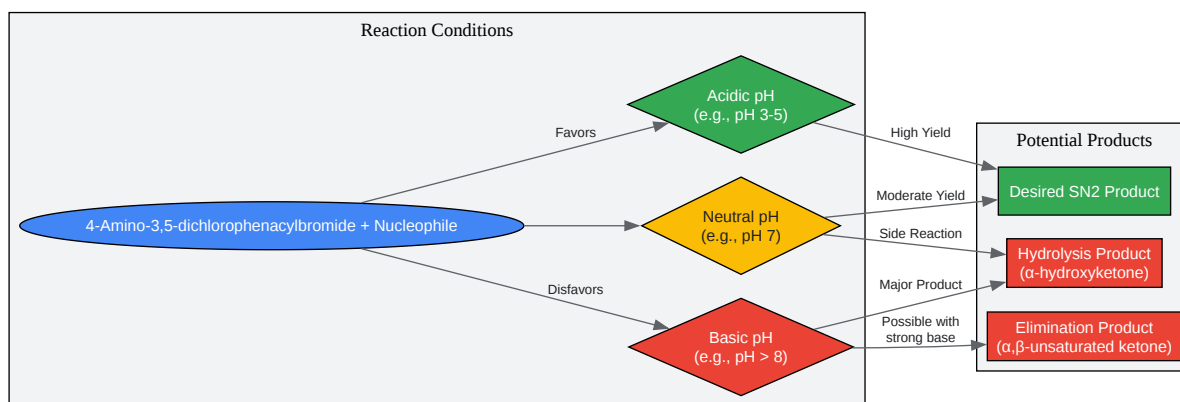 Reaction Conditions
Acidic pH
(e.g., pH 3-5)
Favors
High Yield
Potential Products
Desired SN2 Product
4-Amino-3,5-dichlorophenacylbromide + Nucleophile
Neutral pH
(e.g., pH 7)
Moderate Yield
Side Reaction
Hydrolysis Product
(α-hydroxyketone)
Disfavors
Major Product
Basic pH
(e.g., pH > 8)
Possible with
strong base
Elimination Product
(α,β-unsaturated ketone)